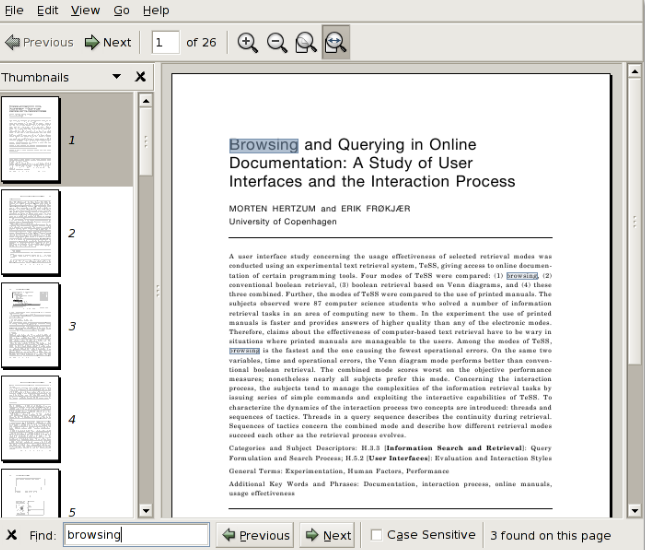 File Edit View Go Help
Previous Next 1 of 26
Thumbnails
1
2
3
4
5
Browsing and Querying in Online
Documentation: A Study of User
Interfaces and the Interaction Process
MORTEN HERTZUM and ERIK FRØKJÆR
University of Copenhagen
A user interface study concerning the usage effectiveness of selected retrieval modes was
conducted using an experimental text retrieval system, TeSS, giving access to online documen-
tation of certain programming tools. Four modes of TeSS were compared: (1) browsing, (2)
conventional boolean retrieval, (3) boolean retrieval based on Venn diagrams, and (4) these
three combined. Further, the modes of TeSS were compared to the use of printed manuals. The
subjects observed were 87 computer science students who solved a number of information
retrieval tasks in an area of computing new to them. In the experiment the use of printed
manuals is faster and provides answers of higher quality than any of the electronic modes.
Therefore, claims about the effectiveness of computer-based text retrieval have to be wary in
situations where printed manuals are manageable to the users. Among the modes of TeSS,
browsing is the fastest and the one causing the fewest operational errors. On the same two
variables, time and operational errors, the Venn diagram mode performs better than conven-
tional boolean retrieval. The combined mode scores worst on the objective performance
measures; nonetheless nearly all subjects prefer this mode. Concerning the interaction
process, the subjects tend to manage the complexities of the information retrieval tasks by
issuing series of simple commands and exploiting the interactive capabilities of TeSS. To
characterize the dynamics of the interaction process two concepts are introduced: threads and
sequences of tactics. Threads in a query sequence describes the continuity during retrieval.
Sequences of tactics concern the combined mode and describe how different retrieval modes
succeed each other as the retrieval process evolves.
Categories and Subject Descriptors: H.3.3 [Information Search and Retrieval]: Query
Formulation and Search Process; H.5.2 [User Interfaces]: Evaluation and Interaction Styles
General Terms: Experimentation, Human Factors, Performance
Additional Key Words and Phrases: Documentation, interaction process, online manuals,
usage effectiveness
Find: browsing Previous Next Case Sensitive 3 found on this page